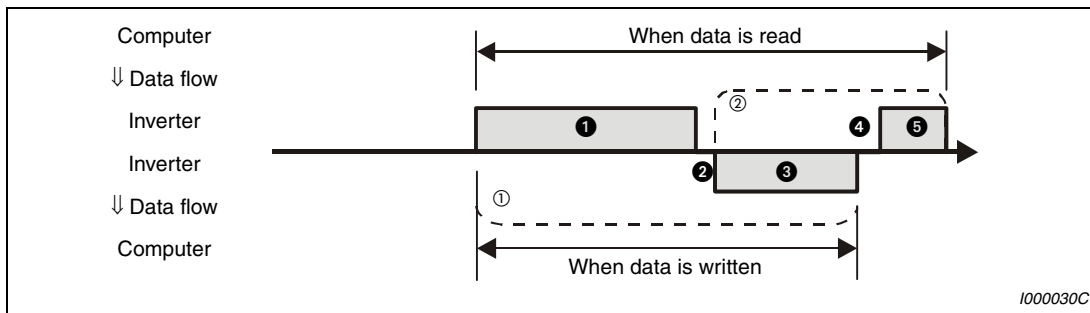 Computer
When data is read
⇓ Data flow
②
Inverter
❶ ❹ ❺
Inverter
❷ ❸
①
⇓ Data flow
Computer
When data is written
I000030C